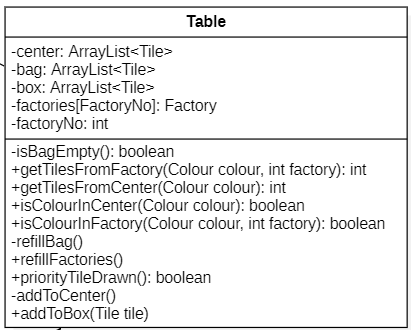 Table
-center: ArrayList<Tile>
-bag: ArrayList<Tile>
-box: ArrayList<Tile>
-factories[FactoryNo]: Factory
-factoryNo: int
-isBagEmpty(): boolean
+getTilesFromFactory(Colour colour, int factory): int
+getTilesFromCenter(Colour colour): int
+isColourInCenter(Colour colour): boolean
+isColourInFactory(Colour colour, int factory): boolean
-refillBag()
+refillFactories()
+priorityTileDrawn(): boolean
-addToCenter()
+addToBox(Tile tile)